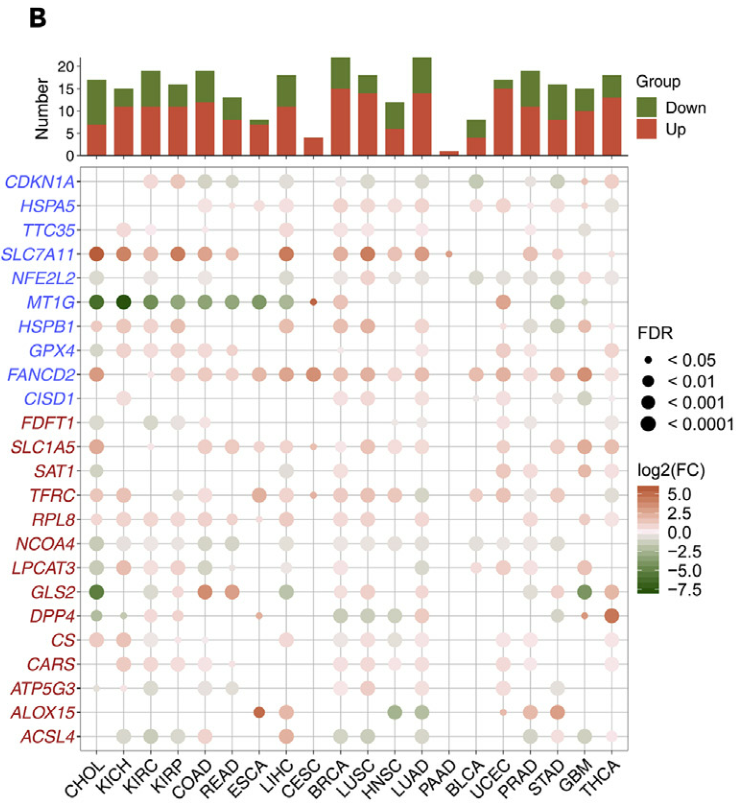 B
20
15
10
5
0
Number
Group
Down
Up
CDKN1A
HSPA5
TTC35
SLC7A11
NFE2L2
MT1G
HSPB1
GPX4
FANCD2
CISD1
FDFT1
SLC1A5
SAT1
TFRC
RPL8
NCOA4
LPCAT3
GLS2
DPP4
CS
CARS
ATP5G3
ALOX15
ACSL4
FDR
< 0.05
< 0.01
< 0.001
< 0.0001
log2(FC)
5.0
2.5
0.0
−2.5
−5.0
−7.5
CHOL
KICH
KIRC
KIRP
COAD
READ
ESCA
LIHC
CESC
BRCA
LUSC
HNSC
LUAD
PAAD
BLCA
UCEC
PRAD
STAD
GBM
THCA